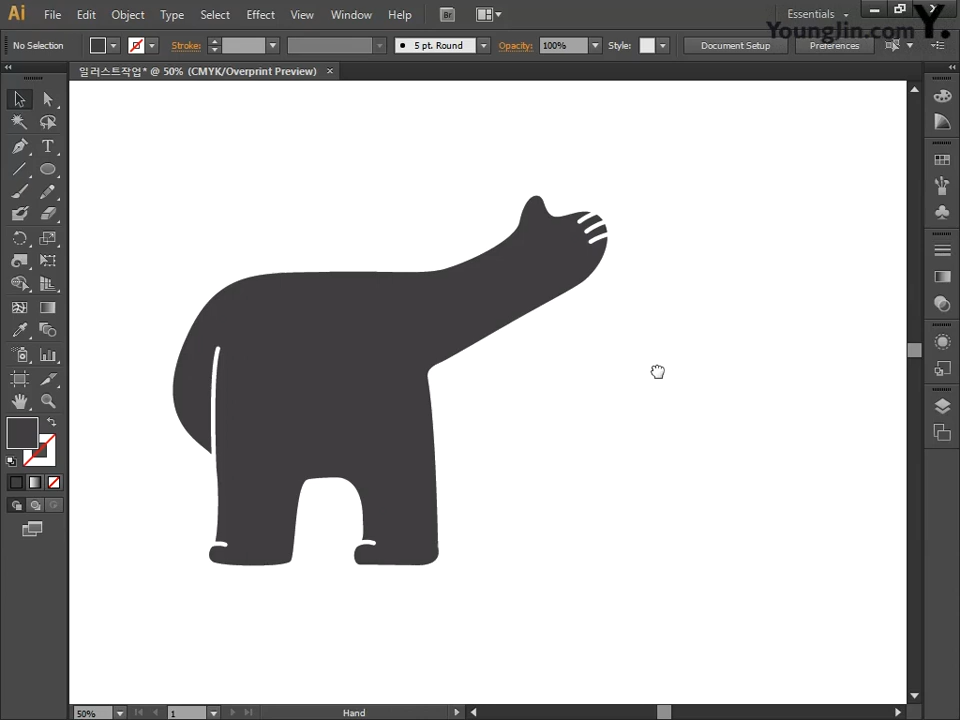 Ai File Edit Object Type Select Effect View Window Help Br Essentials
YoungJin.com Y.
No Selection Stroke: 5 pt. Round Opacity: 100% Style: Document Setup Preferences
일러스트작업* @ 50% (CMYK/Overprint Preview) ×
T
50% 1 Hand